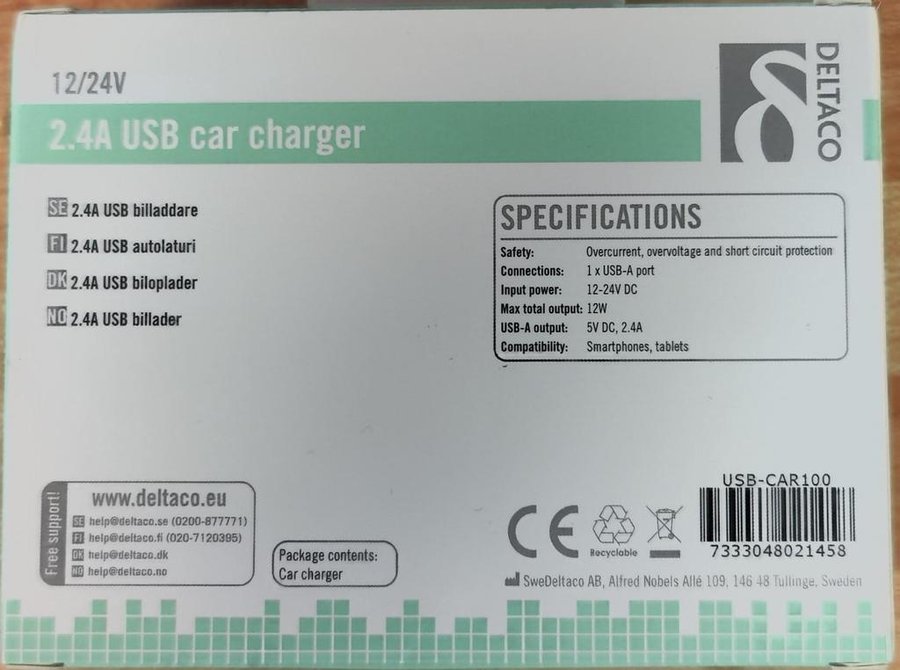 12/24V
2.4A USB car charger
DELTACO
SE 2.4A USB billaddare
FI 2.4A USB autolaturi
DK 2.4A USB biloplader
NO 2.4A USB billader
SPECIFICATIONS
Safety: Overcurrent, overvoltage and short circuit protection
Connections: 1 x USB-A port
Input power: 12-24V DC
Max total output: 12W
USB-A output: 5V DC, 2.4A
Compatibility: Smartphones, tablets
Free support!
www.deltaco.eu
SE help@deltaco.se (0200-877771)
FI help@deltaco.fi (020-7120395)
DK help@deltaco.dk
NO help@deltaco.no
Package contents:
Car charger
CE
Recyclable
USB-CAR100
7333048021458
SweDeltaco AB, Alfred Nobels Allé 109, 146 48 Tullinge, Sweden